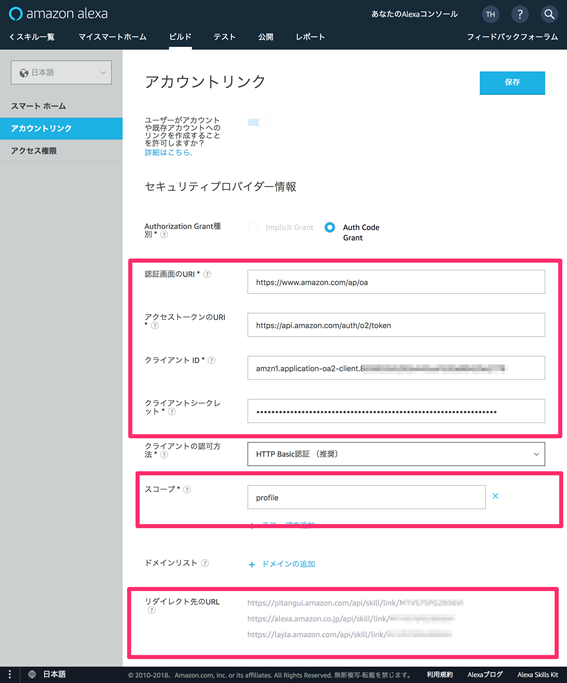 amazon alexa
あなたのAlexaコンソール
TH
?
スキル一覧 マイスマートホーム ビルド テスト 公開 レポート フィードバックフォーラム
日本語
スマート ホーム
アカウントリンク
アクセス権限
アカウントリンク
保存
ユーザーがアカウント
や既存アカウントへの
リンクを作成すること
を許可しますか？
詳細はこちら.
セキュリティプロバイダー情報
Authorization Grant種
別 * ?
Implicit Grant
Auth Code
Grant
認証画面のURI * ?
https://www.amazon.com/ap/oa
アクセストークンのURI
* ?
https://api.amazon.com/auth/o2/token
クライアント ID * ?
amzn1.application-oa2-client.
クライアントシークレ
ット * ?
クライアントの認可方
法 * ?
HTTP Basic認証 （推奨）
スコープ * ?
profile
+ スコープの追加
ドメインリスト ?
+ ドメインの追加
リダイレクト先のURL
?
https://pitangui.amazon.com/api/skill/link/
https://alexa.amazon.co.jp/api/skill/link/
https://layla.amazon.com/api/skill/link/
日本語
© 2010-2018、Amazon.com, Inc. or its affiliates. All Rights Reserved. 無断複写·転載を禁じます。
利用規約 Alexaブログ Alexa Skills Kit